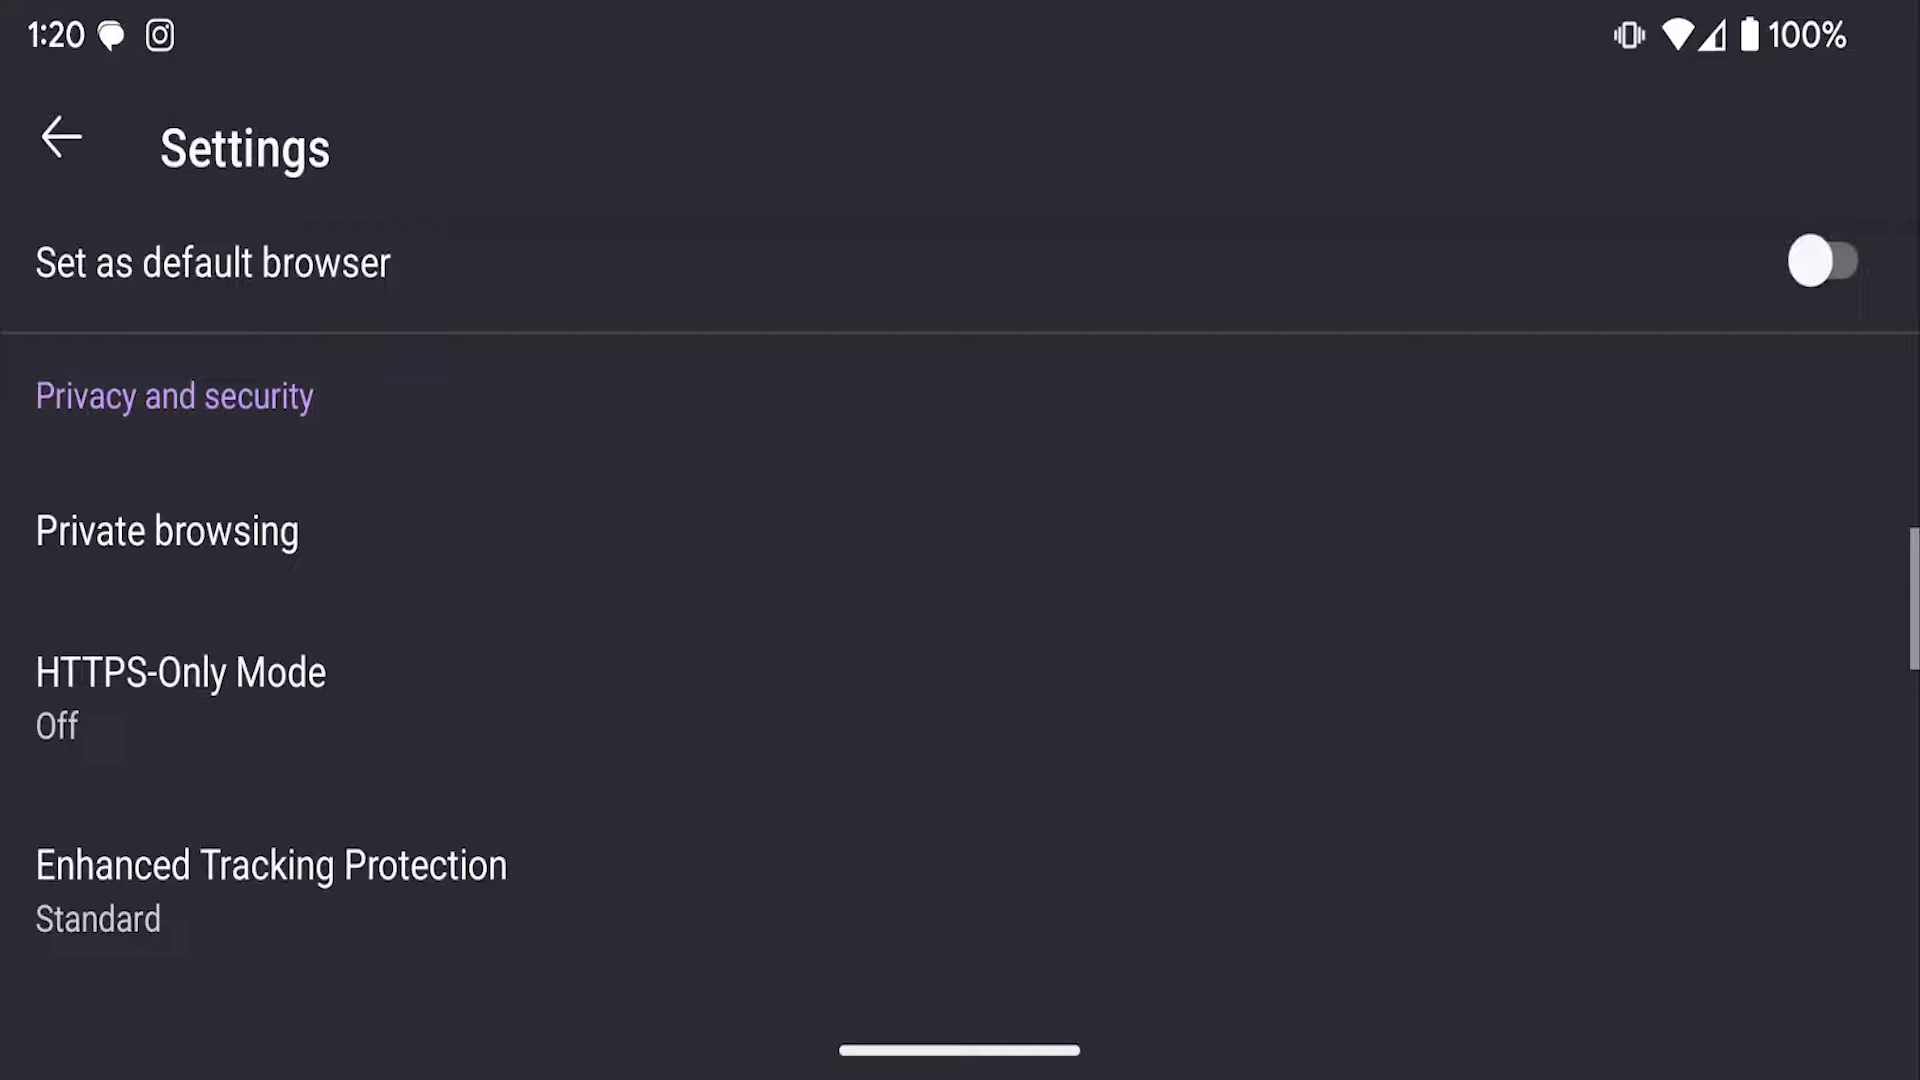 1:20
100%
Settings
Set as default browser
Privacy and security
Private browsing
HTTPS-Only Mode
Off
Enhanced Tracking Protection
Standard